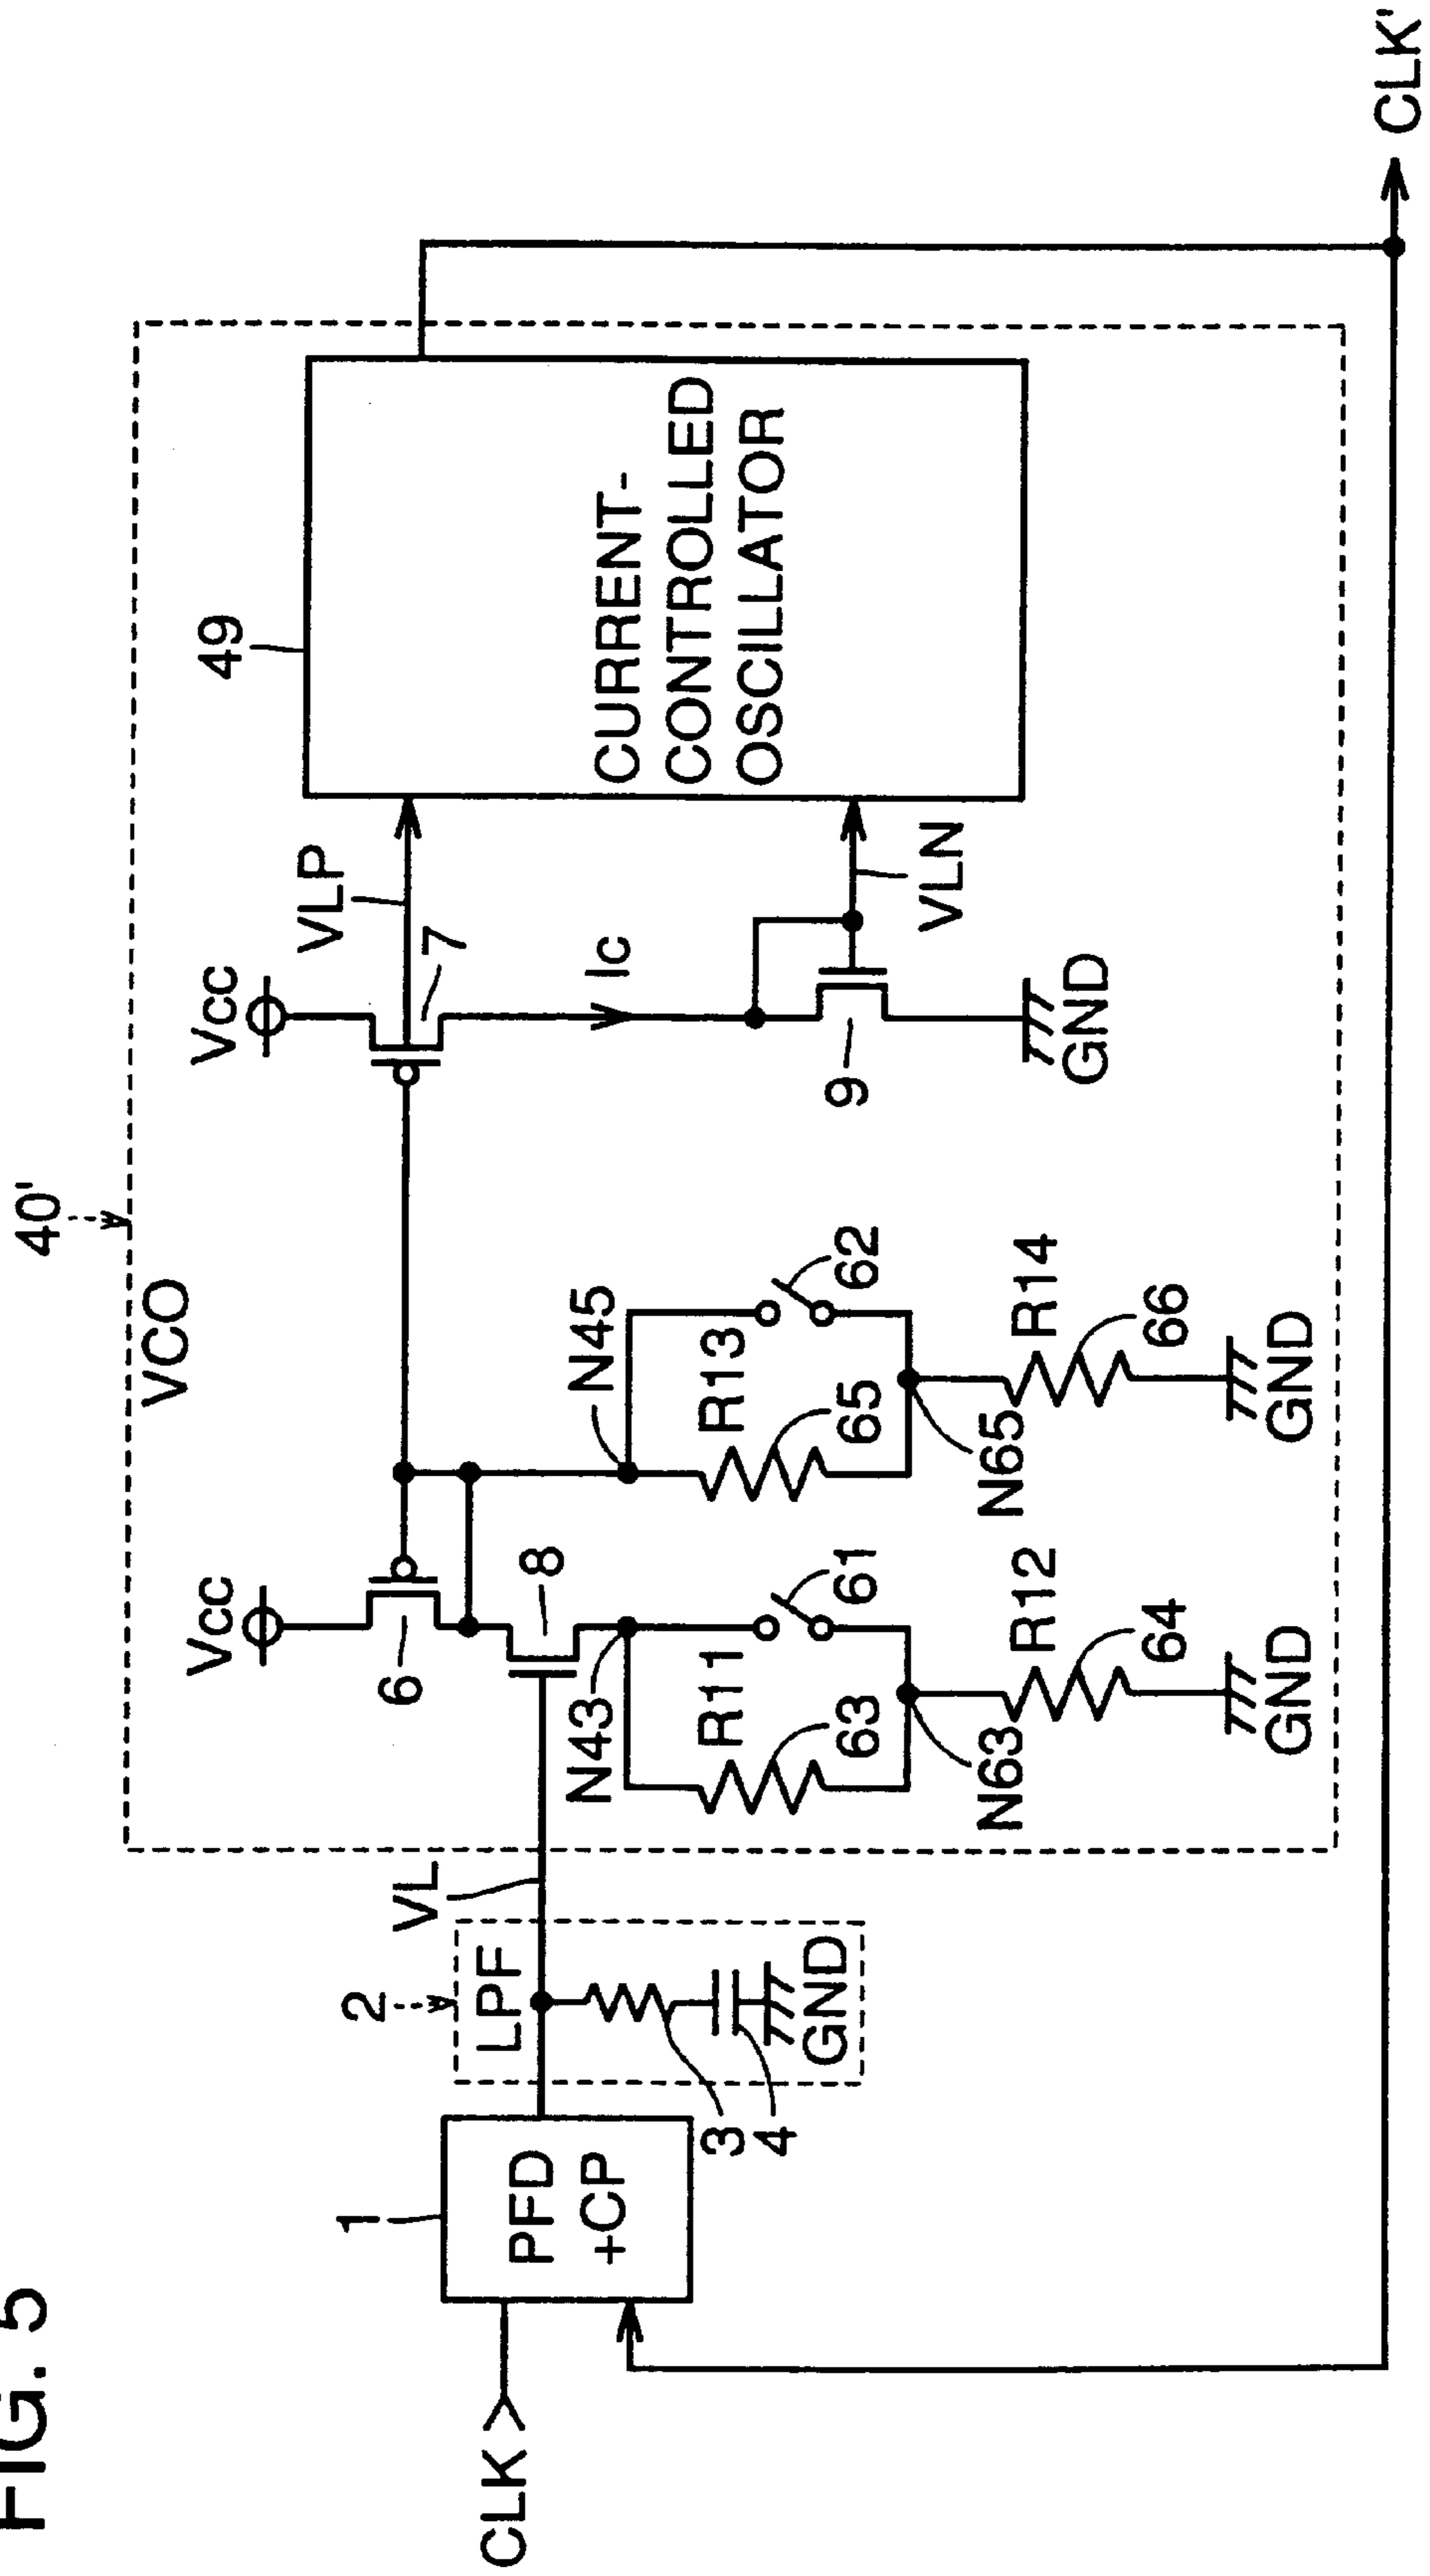 FIG. 5
40'
VCO
Vcc
Vcc
VLP
49
6
7
CURRENT-
CONTROLLED
OSCILLATOR
2
LPF
VL
8
Ic
1
PFD
+CP
CLK
3
4
GND
N43
N45
R11
63
61
R13
65
62
9
VLN
N63
R12
64
GND
N65
R14
66
GND
GND
CLK'